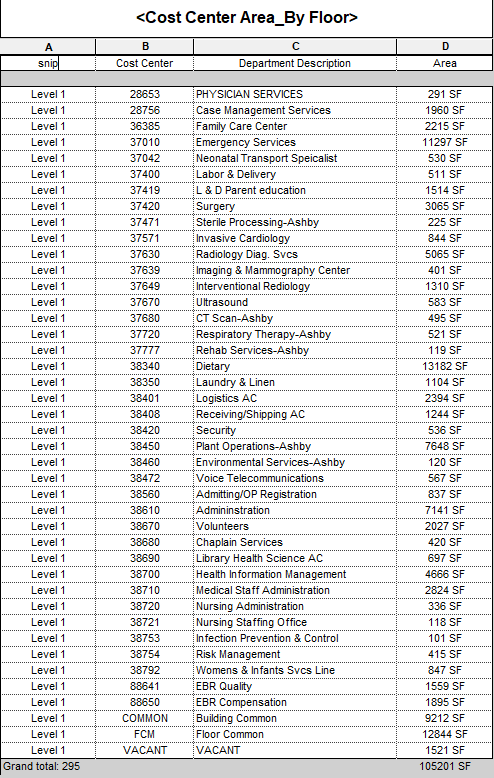 <Cost Center Area_By Floor>
A B C D
snip Cost Center Department Description Area
Level 1 28653 PHYSICIAN SERVICES 291 SF
Level 1 28756 Case Management Services 1960 SF
Level 1 36385 Family Care Center 2215 SF
Level 1 37010 Emergency Services 11297 SF
Level 1 37042 Neonatal Transport Speicalist 530 SF
Level 1 37400 Labor & Delivery 511 SF
Level 1 37419 L & D Parent education 1514 SF
Level 1 37420 Surgery 3065 SF
Level 1 37471 Sterile Processing-Ashby 225 SF
Level 1 37571 Invasive Cardiology 844 SF
Level 1 37630 Radiology Diag. Svcs 5065 SF
Level 1 37639 Imaging & Mammography Center 401 SF
Level 1 37649 Interventional Rediology 1310 SF
Level 1 37670 Ultrasound 583 SF
Level 1 37680 CT Scan-Ashby 495 SF
Level 1 37720 Respiratory Therapy-Ashby 521 SF
Level 1 37777 Rehab Services-Ashby 119 SF
Level 1 38340 Dietary 13182 SF
Level 1 38350 Laundry & Linen 1104 SF
Level 1 38401 Logistics AC 2394 SF
Level 1 38408 Receiving/Shipping AC 1244 SF
Level 1 38420 Security 536 SF
Level 1 38450 Plant Operations-Ashby 7648 SF
Level 1 38460 Environmental Services-Ashby 120 SF
Level 1 38472 Voice Telecommunications 567 SF
Level 1 38560 Admitting/OP Registration 837 SF
Level 1 38610 Admininstration 7141 SF
Level 1 38670 Volunteers 2027 SF
Level 1 38680 Chaplain Services 420 SF
Level 1 38690 Library Health Science AC 697 SF
Level 1 38700 Health Information Management 4666 SF
Level 1 38710 Medical Staff Administration 2824 SF
Level 1 38720 Nursing Administration 336 SF
Level 1 38721 Nursing Staffing Office 118 SF
Level 1 38753 Infection Prevention & Control 101 SF
Level 1 38754 Risk Management 415 SF
Level 1 38792 Womens & Infants Svcs Line 847 SF
Level 1 88641 EBR Quality 1559 SF
Level 1 88650 EBR Compensation 1895 SF
Level 1 COMMON Building Common 9212 SF
Level 1 FCM Floor Common 12844 SF
Level 1 VACANT VACANT 1521 SF
Grand total: 295 105201 SF